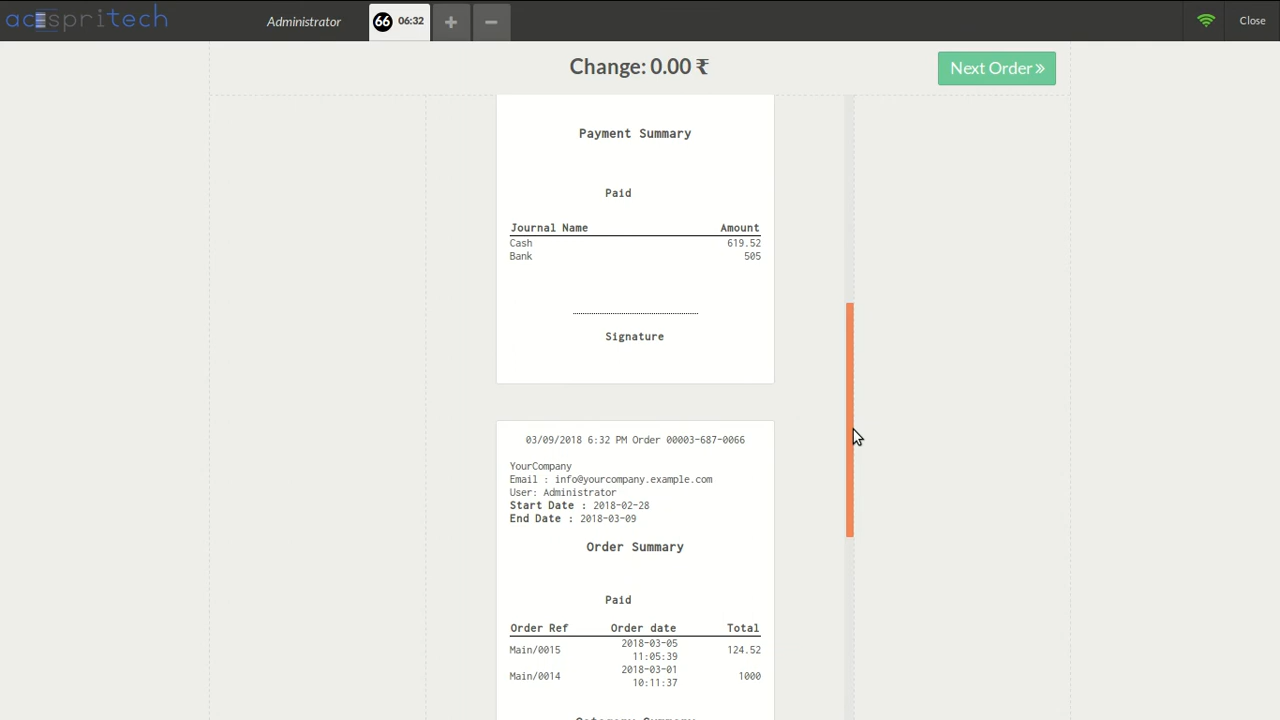 acespritech Administrator 66 06:32 + − Close
Change: 0.00 ₹ Next Order »
Payment Summary
Paid
Journal Name Amount
Cash 619.52
Bank 505
Signature
03/09/2018 6:32 PM Order 00003-687-0066
YourCompany
Email : info@yourcompany.example.com
User: Administrator
Start Date : 2018-02-28
End Date : 2018-03-09
Order Summary
Paid
Order Ref Order date Total
Main/0015 2018-03-05 11:05:39 124.52
Main/0014 2018-03-01 10:11:37 1000
Category Summary